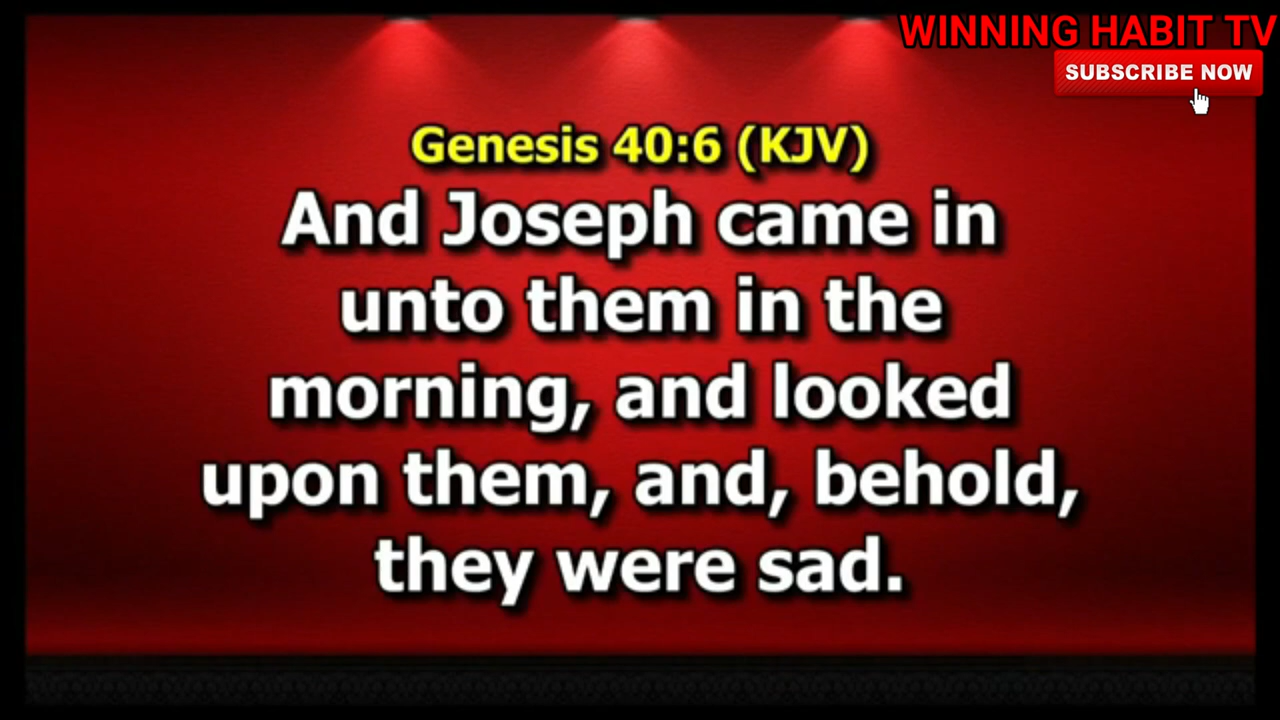 WINNING HABIT TV
SUBSCRIBE NOW
Genesis 40:6 (KJV)
And Joseph came in
unto them in the
morning, and looked
upon them, and, behold,
they were sad.